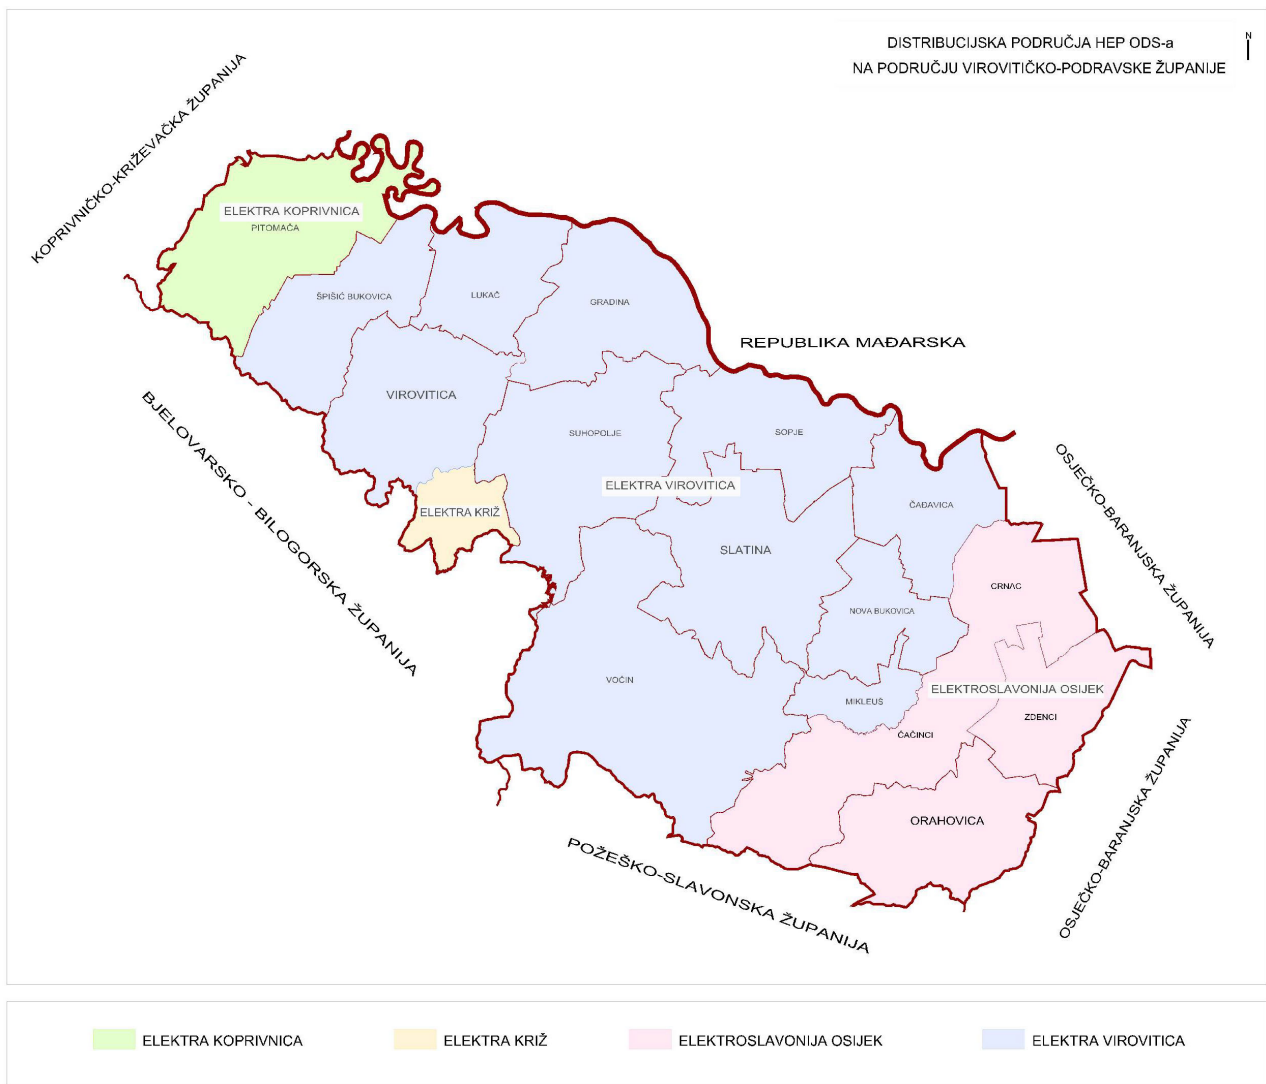 DISTRIBUCIJSKA PODRUČJA HEP ODS-a
NA PODRUČJU VIROVITIČKO-PODRAVSKE ŽUPANIJE
N
KOPRIVNIČKO-KRIŽEVAČKA ŽUPANIJA
ELEKTRA KOPRIVNICA
PITOMAČA
ŠPIŠIĆ BUKOVICA
LUKAČ
GRADINA
REPUBLIKA MAĐARSKA
VIROVITICA
SUHOPOLJE
SOPJE
BJELOVARSKO - BILOGORSKA ŽUPANIJA
ELEKTRA VIROVITICA
ELEKTRA KRIŽ
ČAĐAVICA
OSJEČKO-BARANJSKA ŽUPANIJA
SLATINA
CRNAC
NOVA BUKOVICA
VOĆIN
ELEKTROSLAVONIJA OSIJEK
MIKLEUŠ
ZDENCI
ČAČINCI
ORAHOVICA
OSJEČKO-BARANJSKA ŽUPANIJA
POŽEŠKO-SLAVONSKA ŽUPANIJA
ELEKTRA KOPRIVNICA
ELEKTRA KRIŽ
ELEKTROSLAVONIJA OSIJEK
ELEKTRA VIROVITICA